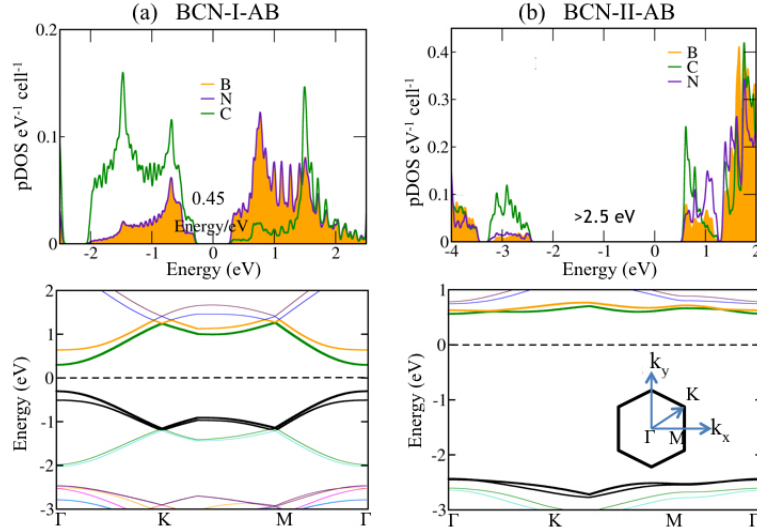 (a) BCN-I-AB
0.2
0.1
0
pDOS eV⁻¹ cell⁻¹
B
N
C
0.45
Energy/eV
-2 -1 0 1 2
Energy (eV)
2
1
0
-1
-2
-3
Energy (eV)
Γ K M Γ
(b) BCN-II-AB
0.4
0.3
0.2
0.1
0
pDOS eV⁻¹ cell⁻¹
B
C
N
>2.5 eV
-4 -3 -2 -1 0 1 2
Energy (eV)
1
0
-1
-2
-3
Energy (eV)
k_y
K
Γ M k_x
Γ K M Γ